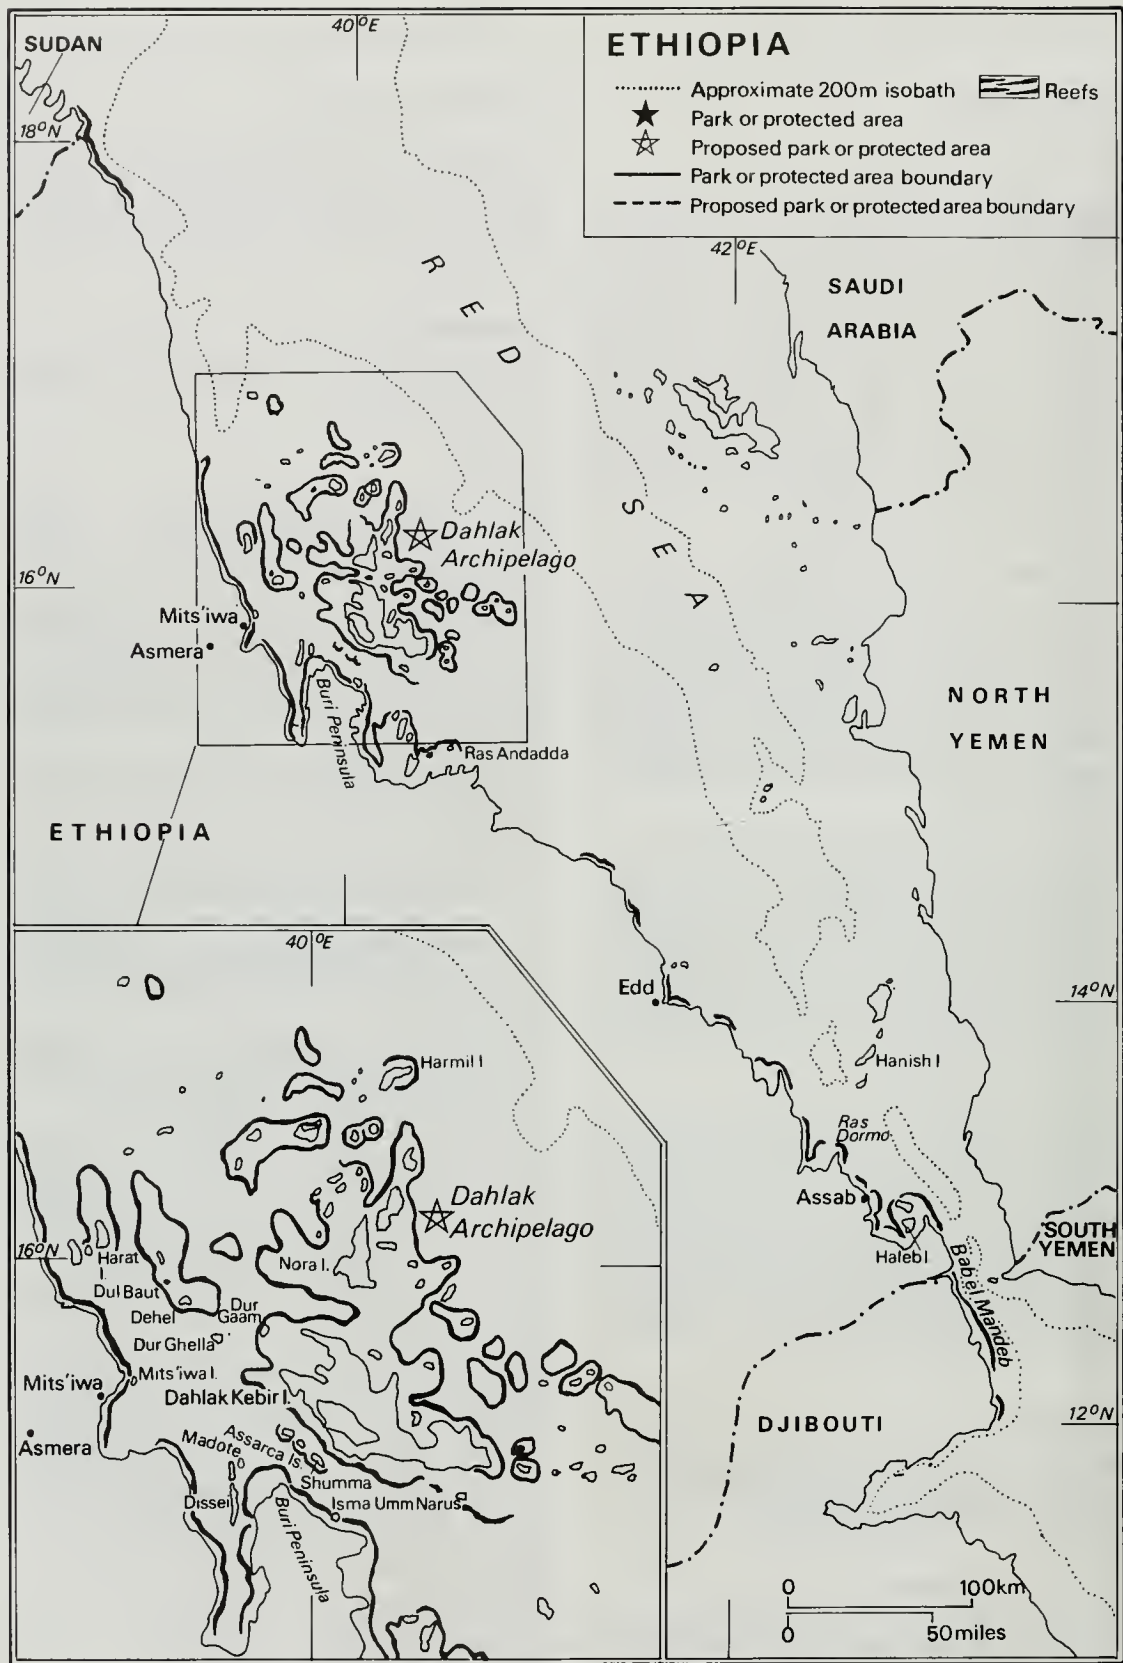 SUDAN
40°E
ETHIOPIA
Approximate 200m isobath
Reefs
Park or protected area
Proposed park or protected area
Park or protected area boundary
Proposed park or protected area boundary
18°N
42°E
RED
SEA
SAUDI
ARABIA
Dahlak
Archipelago
16°N
Mits'iwa
Asmera
Buri Peninsula
Ras Andadda
NORTH
YEMEN
ETHIOPIA
Edd
14°N
Hanish I
Ras
Dormo
Assab
Haleb I.
SOUTH
YEMEN
Bab el Mandeb
DJIBOUTI
12°N
0
100km
0
50miles
40°E
Harmil I
Dahlak
Archipelago
16°N
Harat
Nora I.
Dul Baut
Dehel
Dur
Gaam
Dur Ghella
Mits'iwa I.
Mits'iwa
Dahlak Kebir I.
Asmera
Madote
Assarca Is.
Shumma
Dissei
Isma Umm Narus
Buri Peninsula